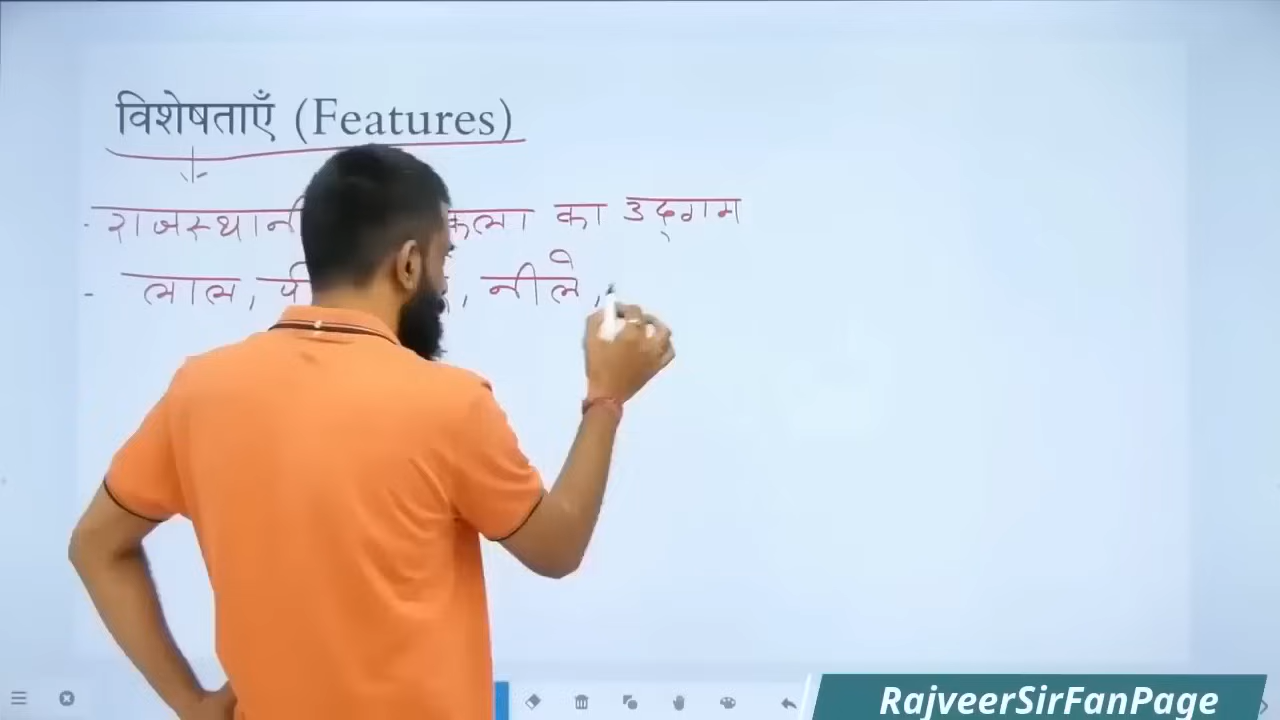 विशेषताएँ (Features)
- राजस्थानी कला का उद्गम
- लाल, नीले,
RajveerSirFanPage